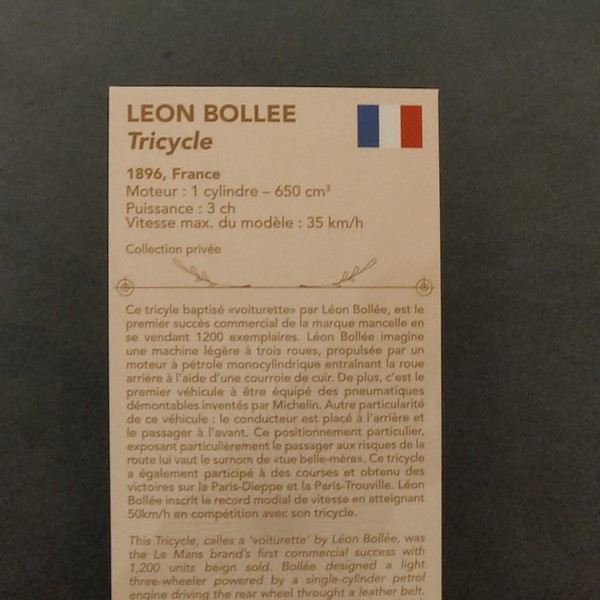 LEON BOLLEE
Tricycle
1896, France
Moteur : 1 cylindre – 650 cm³
Puissance : 3 ch
Vitesse max. du modèle : 35 km/h
Collection privée
Ce tricyle baptisé «voiturette» par Léon Bollée, est le
premier succès commercial de la marque mancelle en
se vendant 1200 exemplaires. Léon Bollée imagine
une machine légère à trois roues, propulsée par un
moteur à pétrole monocylindrique entraînant la roue
arrière à l'aide d'une courroie de cuir. De plus, c'est le
premier véhicule à être équipé des pneumatiques
démontables inventés par Michelin. Autre particularité
de ce véhicule : le conducteur est placé à l'arrière et
le passager à l'avant. Ce positionnement particulier,
exposant particulièrement le passager aux risques de la
route lui vaut le surnom de «tue belle-mère». Ce tricycle
a également participé à des courses et obtenu des
victoires sur la Paris-Dieppe et la Paris-Trouville. Léon
Bollée inscrit le record modial de vitesse en atteignant
50km/h en compétition avec son tricycle.
This Tricycle, calles a 'voiturette' by Léon Bollée, was
the Le Mans brand's first commercial success with
1,200 units beign sold. Bollée designed a light
three-wheeler powered by a single-cylinder petrol
engine driving the rear wheel throught a leather belt.